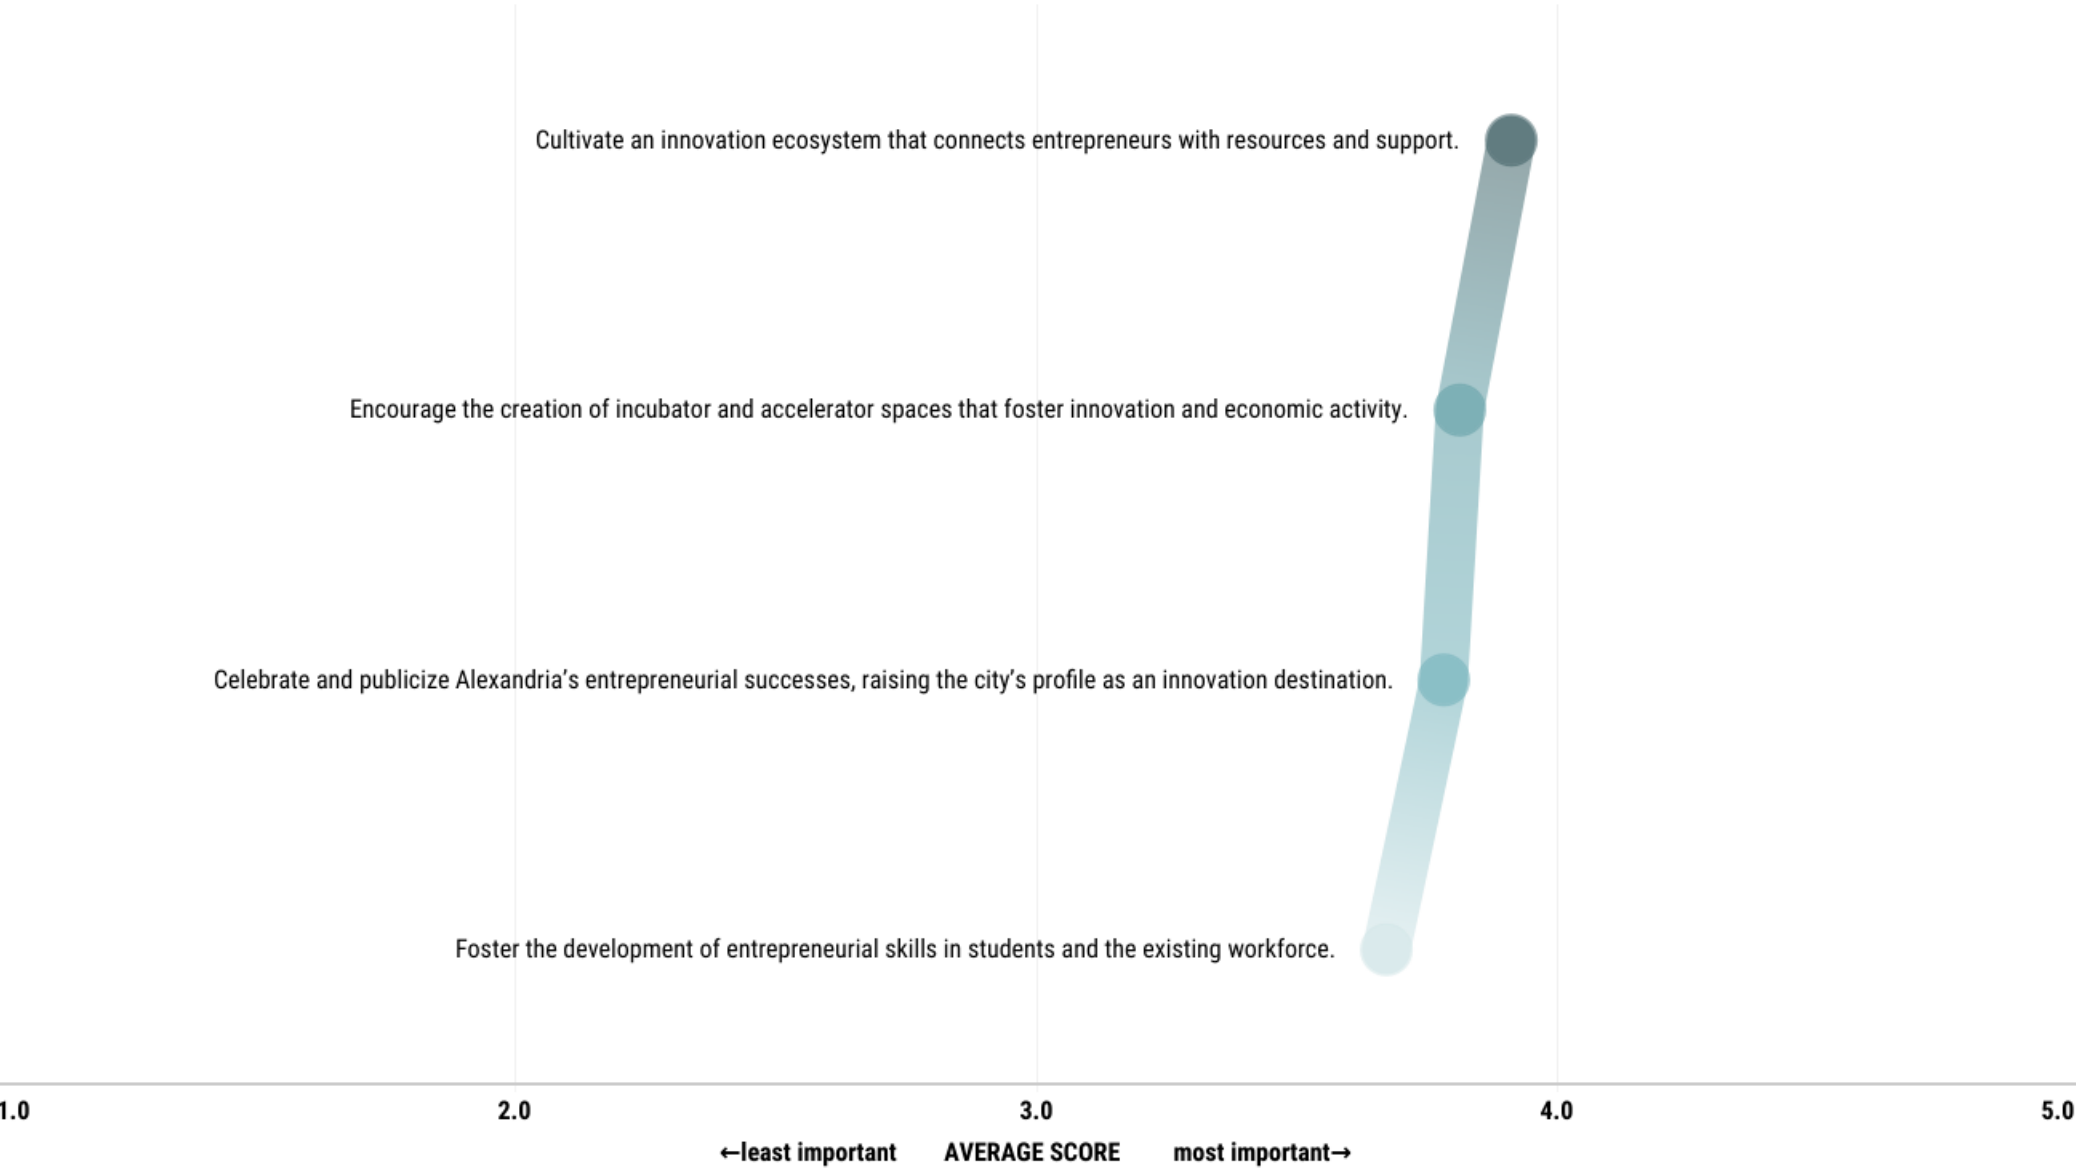 Cultivate an innovation ecosystem that connects entrepreneurs with resources and support.
Encourage the creation of incubator and accelerator spaces that foster innovation and economic activity.
Celebrate and publicize Alexandria’s entrepreneurial successes, raising the city’s profile as an innovation destination.
Foster the development of entrepreneurial skills in students and the existing workforce.
1.0 2.0 3.0 4.0 5.0
←least important AVERAGE SCORE most important→